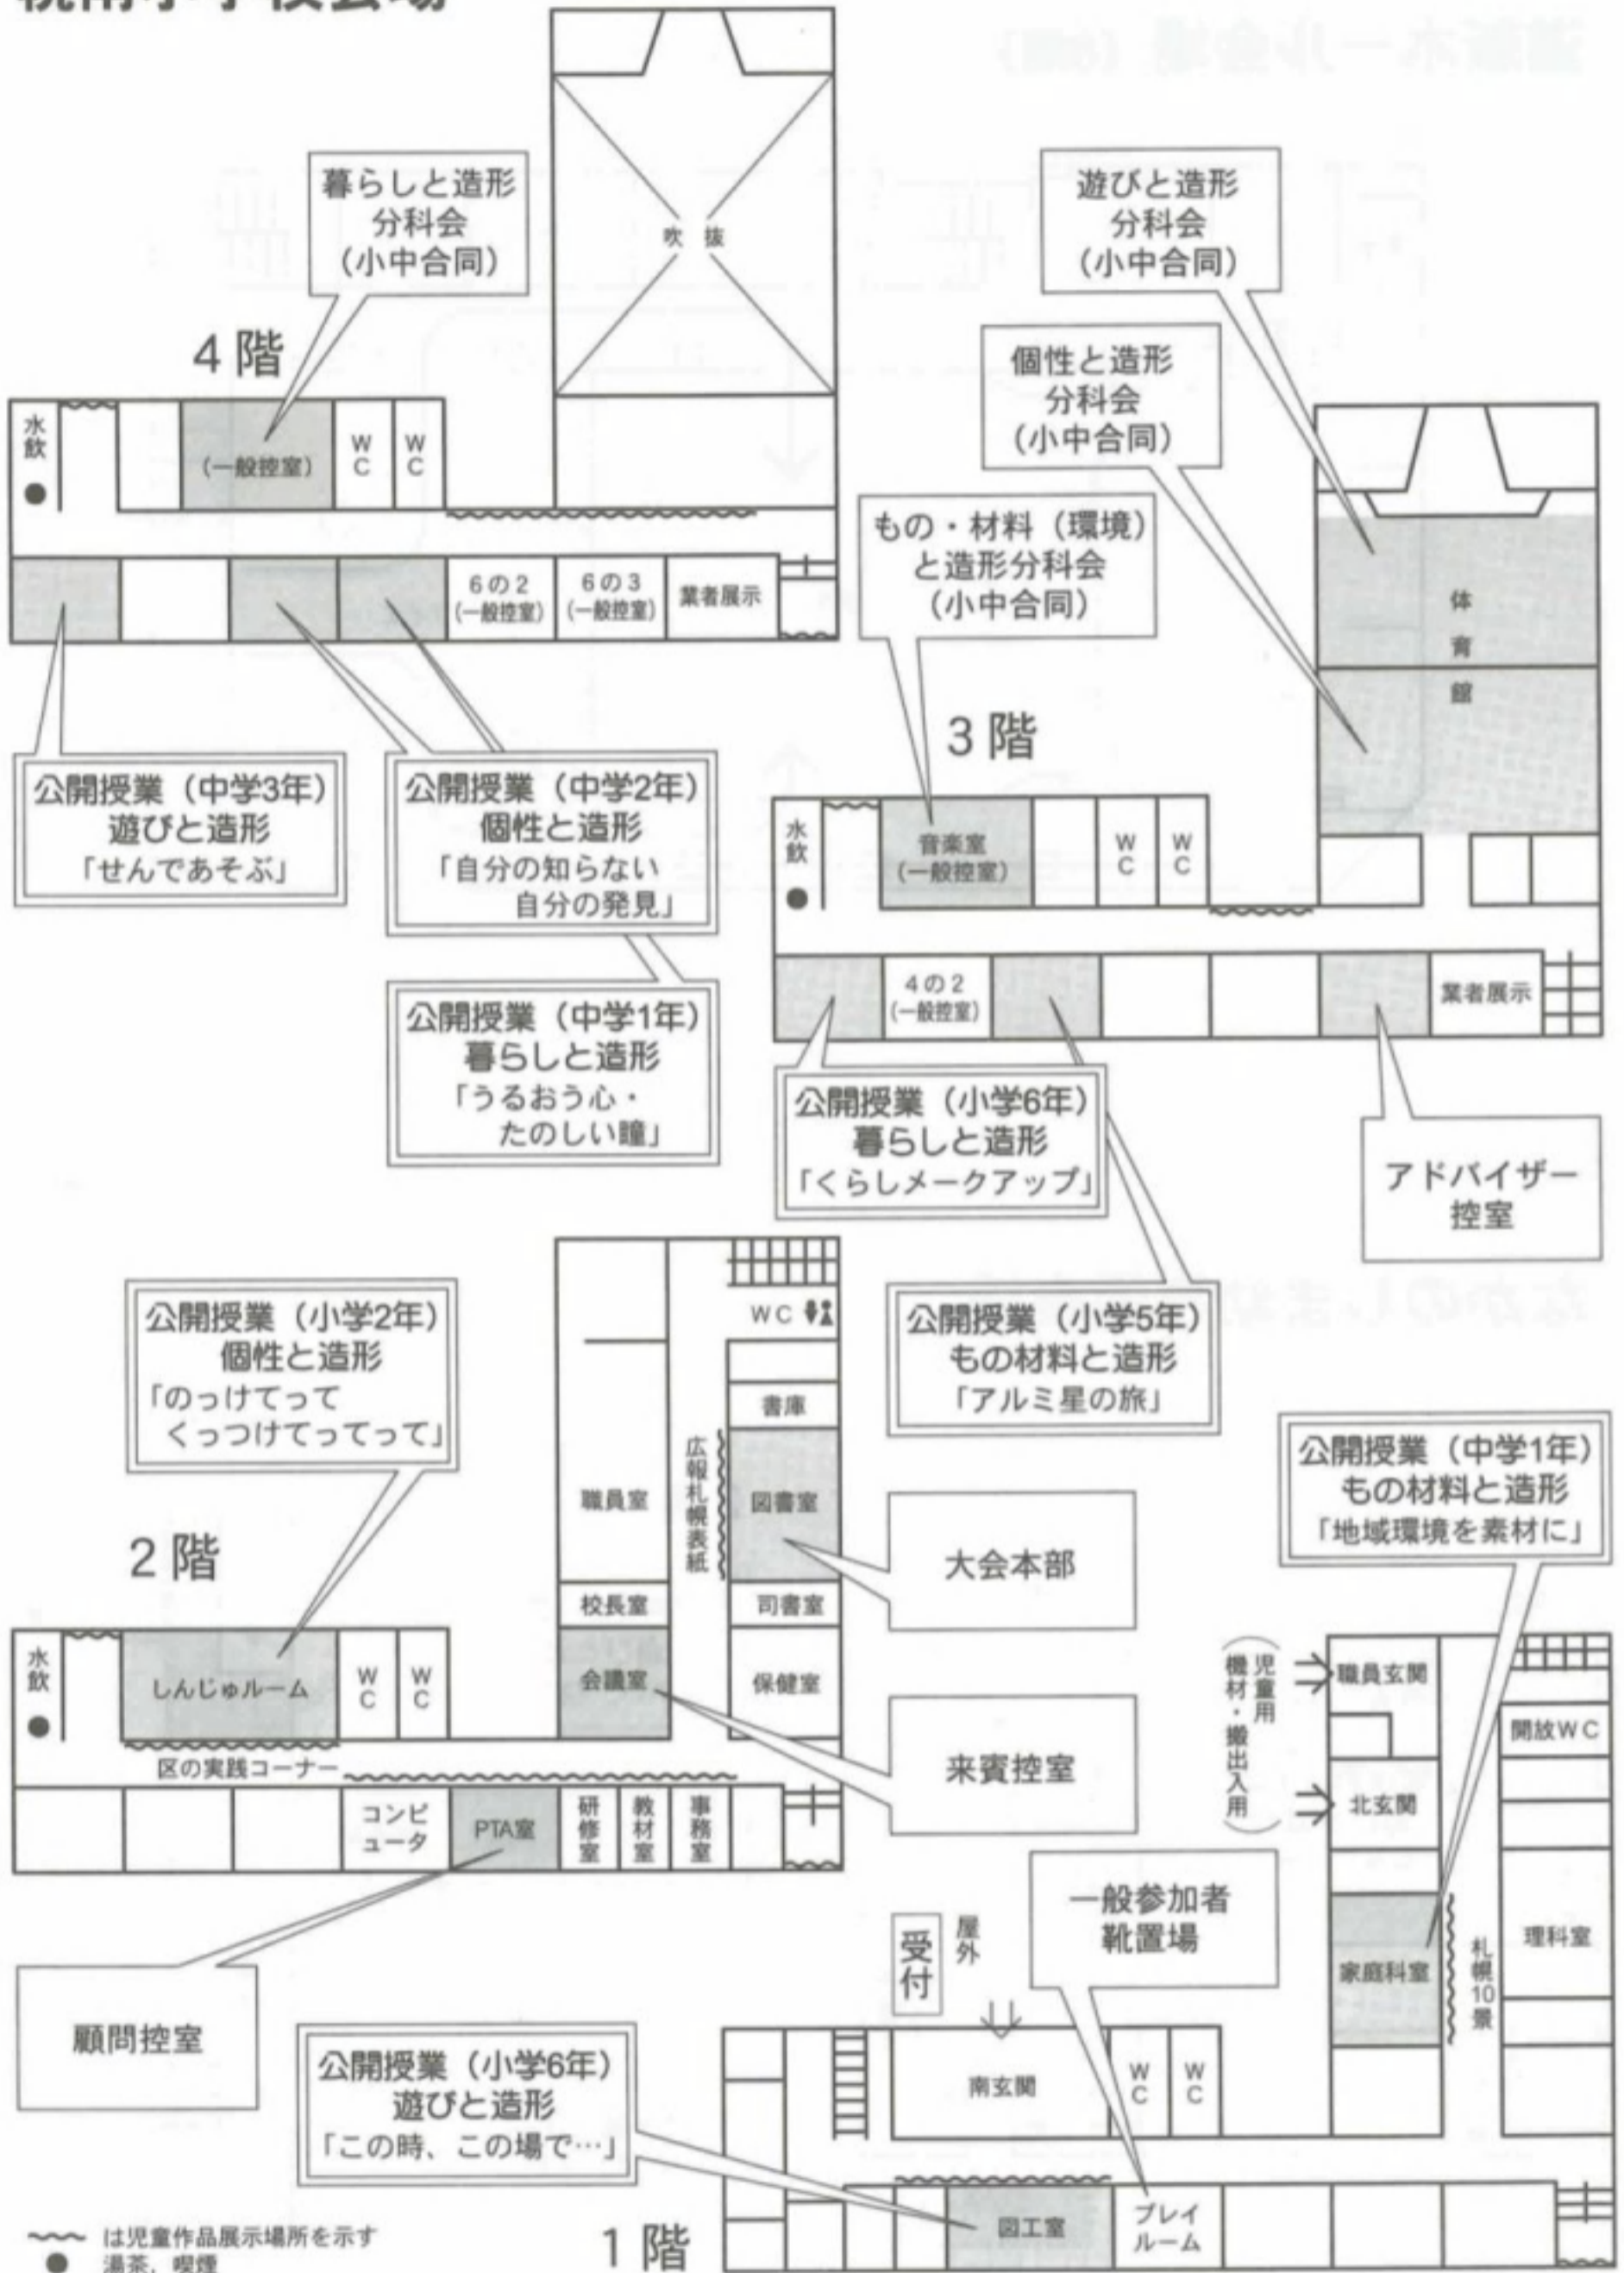 暮らしと造形
分科会
(小中合同)
吹 抜
4階
水飲
(一般控室)
WC
WC
6の2
(一般控室)
6の3
(一般控室)
業者展示
公開授業（中学3年）
遊びと造形
「せんであそぶ」
公開授業（中学2年）
個性と造形
「自分の知らない
自分の発見」
公開授業（中学1年）
暮らしと造形
「うるおう心・
たのしい瞳」
遊びと造形
分科会
(小中合同)
個性と造形
分科会
(小中合同)
もの・材料（環境）
と造形分科会
(小中合同)
体育館
3階
水飲
音楽室
(一般控室)
WC
WC
4の2
(一般控室)
業者展示
公開授業（小学6年）
暮らしと造形
「くらしメークアップ」
アドバイザー
控室
公開授業（小学5年）
もの材料と造形
「アルミ星の旅」
公開授業（小学2年）
個性と造形
「のっけてって
くっつけてってって」
2階
WC
書庫
職員室
広報札幌表紙
図書室
大会本部
校長室
司書室
水飲
しんじゅルーム
WC
WC
会議室
保健室
来賓控室
区の実践コーナー
コンピ
ュータ
PTA室
研修室
教材室
事務室
顧問控室
公開授業（中学1年）
もの材料と造形
「地域環境を素材に」
(児童用
機材・搬出入用)
職員玄関
開放WC
北玄関
家庭科室
札幌10景
理科室
一般参加者
靴置場
受付
屋外
公開授業（小学6年）
遊びと造形
「この時、この場で…」
南玄関
WC
WC
図工室
プレイ
ルーム
1階
は児童作品展示場所を示す
湯茶，喫煙